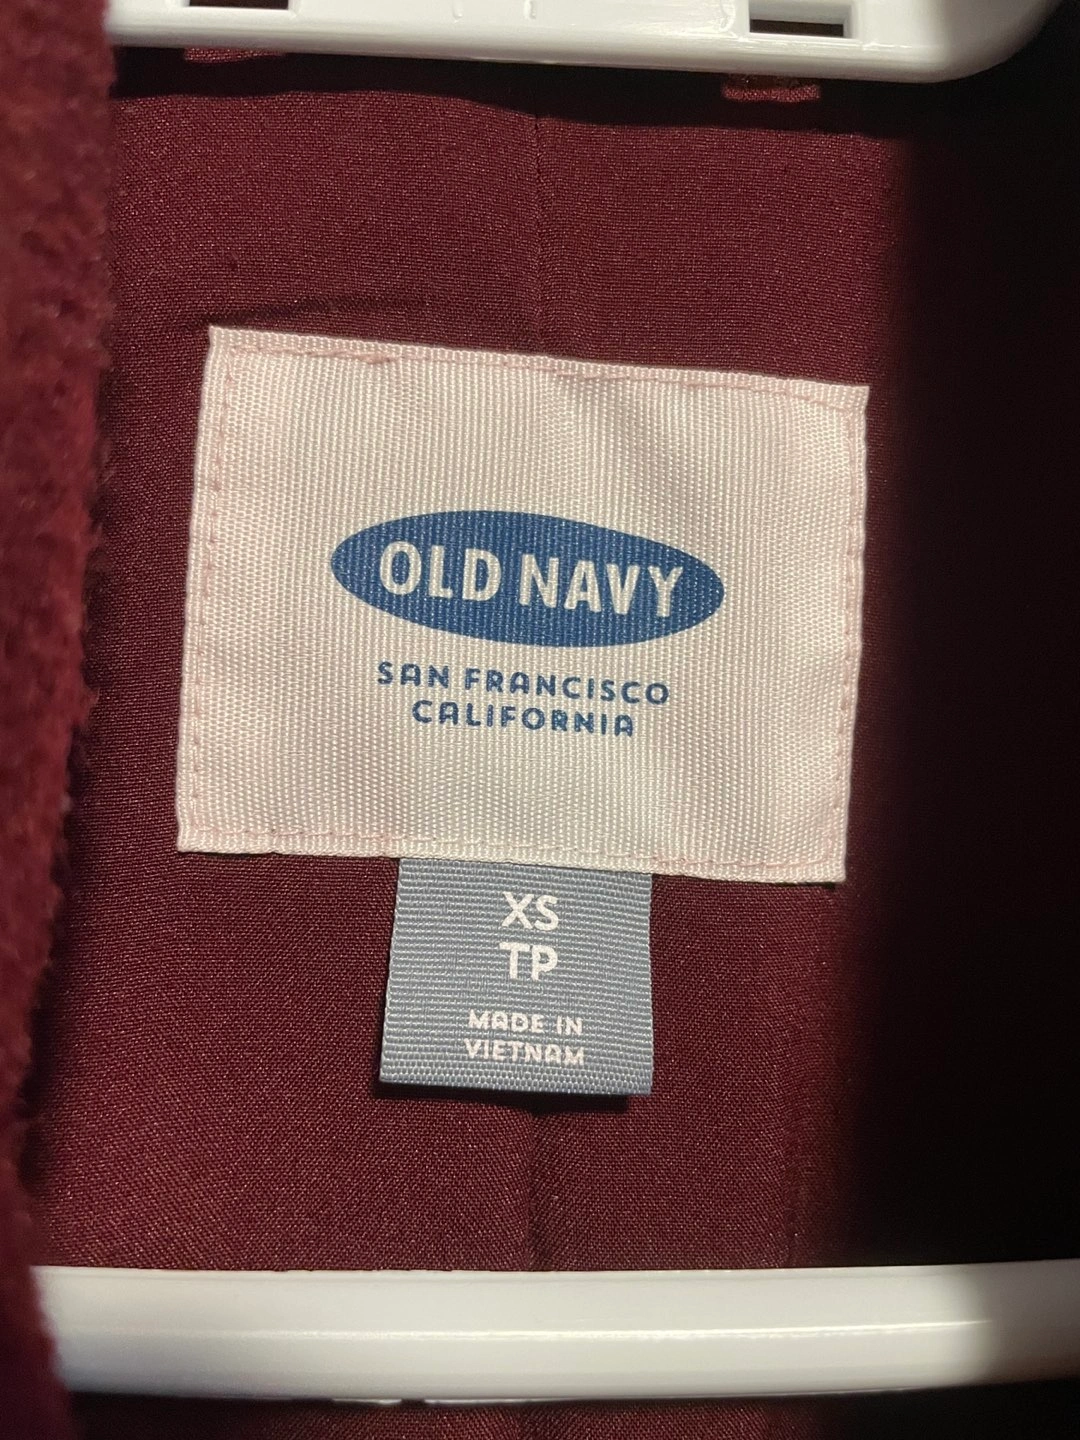 OLD NAVY
SAN FRANCISCO
CALIFORNIA
XS
TP
MADE IN
VIETNAM